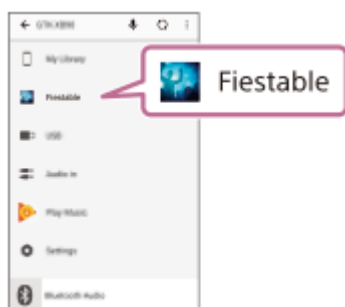 GTK-XB90
My Library
Fiestable
Fiestable
USB
Audio in
Play Music
Settings
Bluetooth Audio